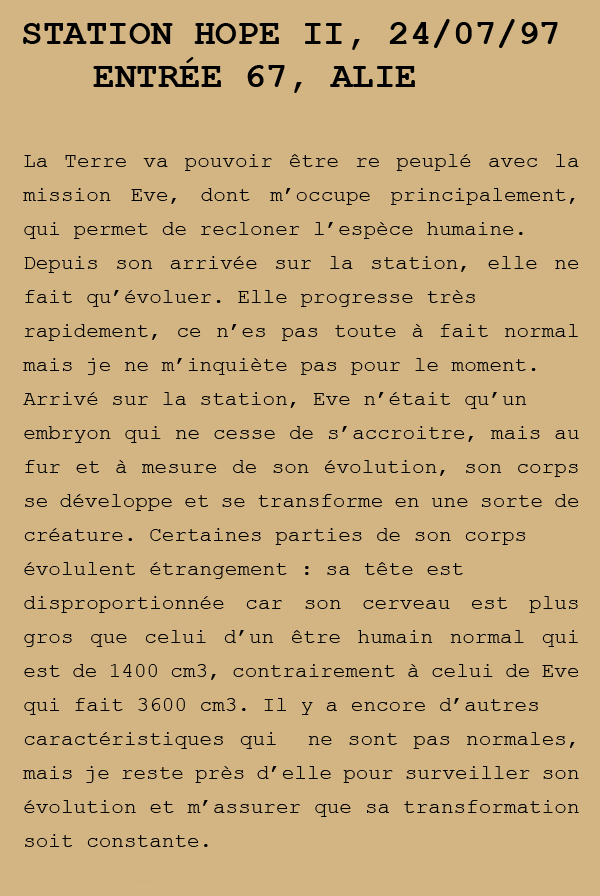 STATION HOPE II, 24/07/97
ENTRÉE 67, ALIE
La Terre va pouvoir être re peuplé avec la
mission Eve, dont m’occupe principalement,
qui permet de recloner l’espèce humaine.
Depuis son arrivée sur la station, elle ne
fait qu’évoluer. Elle progresse très
rapidement, ce n’es pas toute à fait normal
mais je ne m’inquiète pas pour le moment.
Arrivé sur la station, Eve n’était qu’un
embryon qui ne cesse de s’accroitre, mais au
fur et à mesure de son évolution, son corps
se développe et se transforme en une sorte de
créature. Certaines parties de son corps
évolulent étrangement : sa tête est
disproportionnée car son cerveau est plus
gros que celui d’un être humain normal qui
est de 1400 cm3, contrairement à celui de Eve
qui fait 3600 cm3. Il y a encore d’autres
caractéristiques qui  ne sont pas normales,
mais je reste près d’elle pour surveiller son
évolution et m’assurer que sa transformation
soit constante.